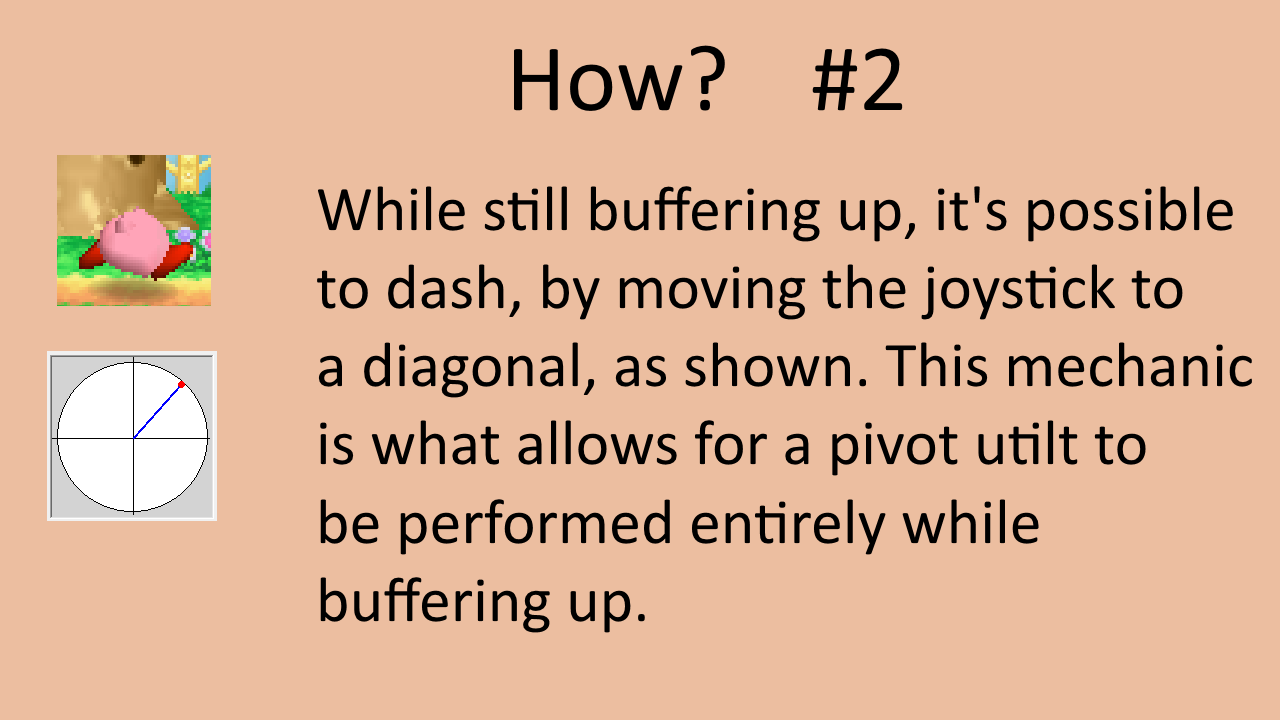 How? #2
While still buffering up, it's possible
to dash, by moving the joystick to
a diagonal, as shown. This mechanic
is what allows for a pivot utilt to
be performed entirely while
buffering up.